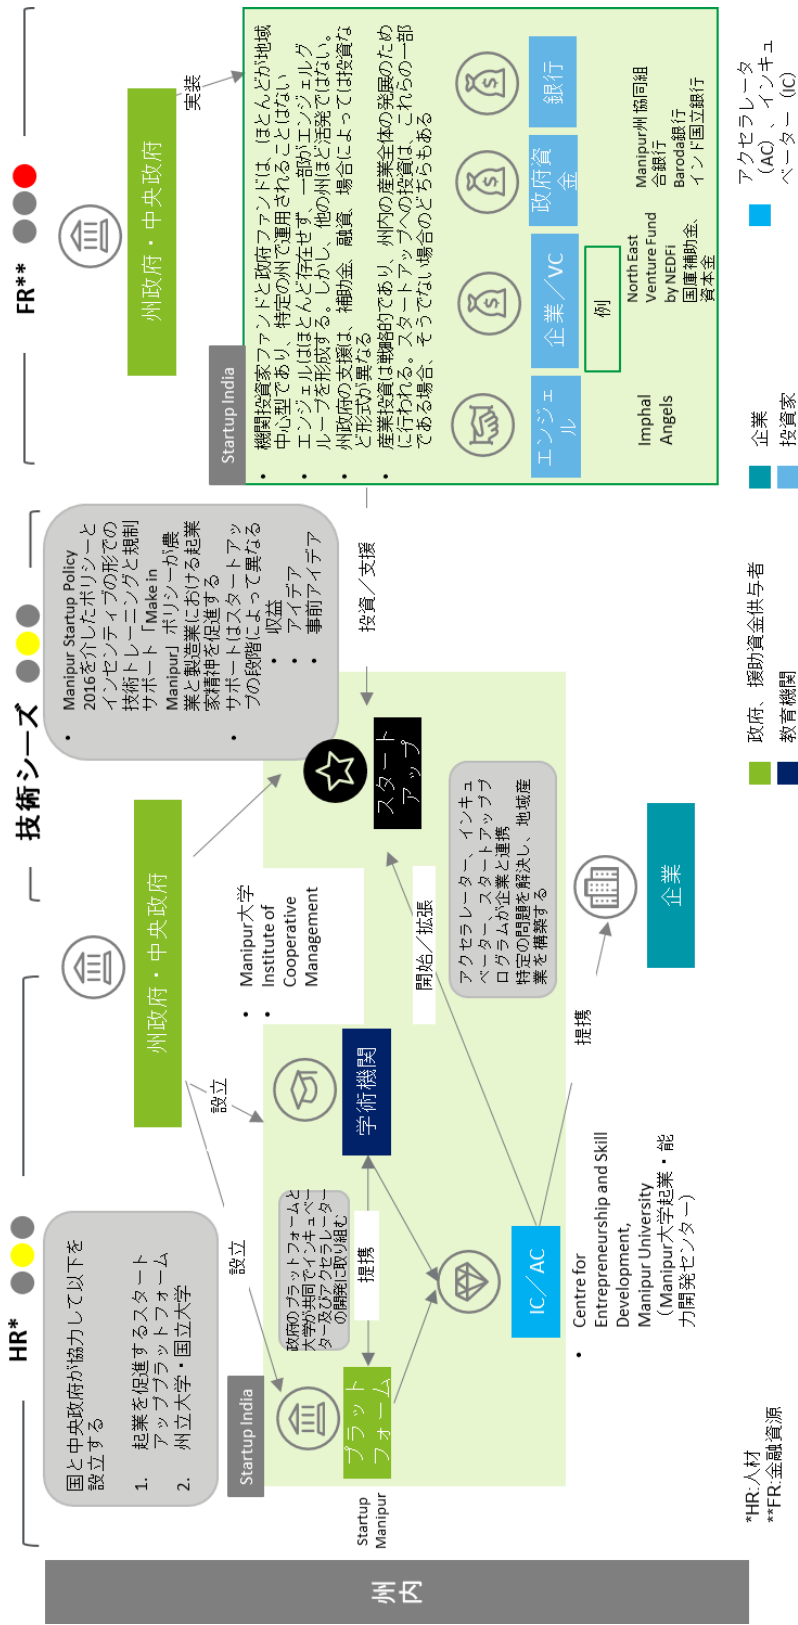 HR*
技術シーズ
FR**
州内
国と中央政府が協力して以下を
設立する
1. 起業を促進するスタート
アッププラットフォーム
2. 州立大学・国立大学
州政府・中央政府
• Manipur Startup Policy
2016を介したポリシーと
インセンティブの形での
技術トレーニングと規制
サポート「Make in
Manipur」ポリシーが農
業と製造業における起業
家精神を促進する
• サポートはスタートアッ
プの段階によって異なる
• 収益
• アイデア
• 事前アイデア
州政府・中央政府
実装
設立
設立
Startup India
Startup
Manipur
プラット
フォーム
政府のプラットフォームと
大学が共同でインキュベー
ター及びアクセラレーター
の開発に取り組む
提携
学術機関
• Manipur大学
• Institute of
Cooperative
Management
スタート
アップ
投資／支援
開始／拡張
IC／AC
• Centre for
Entrepreneurship and Skill
Development,
Manipur University
（Manipur大学起業・能
力開発センター）
アクセラレーター、インキュ
ベーター、スタートアッププ
ログラムが企業と連携
特定の問題を解決し、地域産
業を構築する
提携
企業
Startup India
• 機関投資家ファンドと政府ファンドは、ほとんどが地域
中心型であり、特定の州で運用されることはない
• エンジェルはほとんど存在せず、一部がエンジェルグ
ループを形成する。しかし、他の州ほど活発ではない。
• 州政府の支援は、補助金、融資、場合によっては投資な
ど形式が異なる
• 産業投資は戦略的であり、州内の産業全体の発展のため
に行われる。スタートアップへの投資は、これらの一部
である場合、そうでない場合のどちらもある
エンジェ
ル
企業／VC
政府資
金
銀行
例
Imphal
Angels
North East
Venture Fund
by NEDFi
国庫補助金、
資本金
Manipur州 協同組
合銀行
Baroda銀行
インド国立銀行
*HR:人材
**FR:金融資源
政府、援助資金供与者
教育機関
企業
投資家
アクセラレータ
（AC）、インキュ
ベーター（IC）